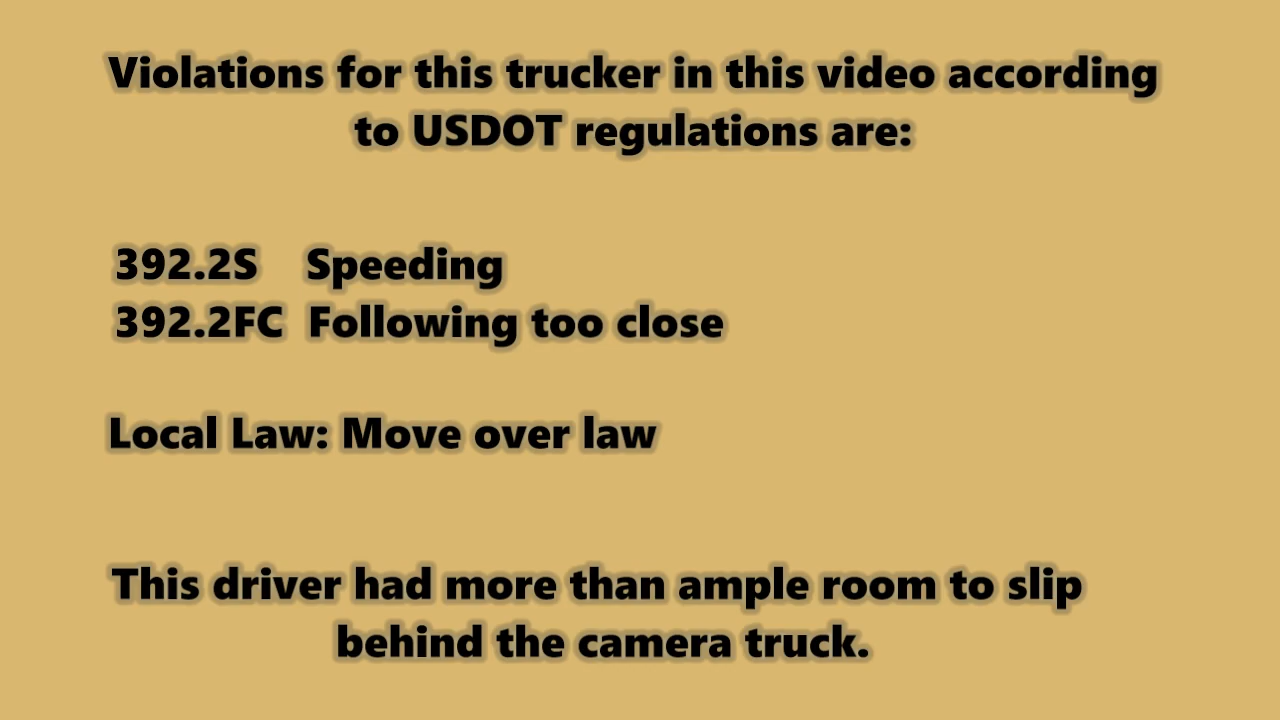 Violations for this trucker in this video according
to USDOT regulations are:
392.2S Speeding
392.2FC Following too close
Local Law: Move over law
This driver had more than ample room to slip
behind the camera truck.